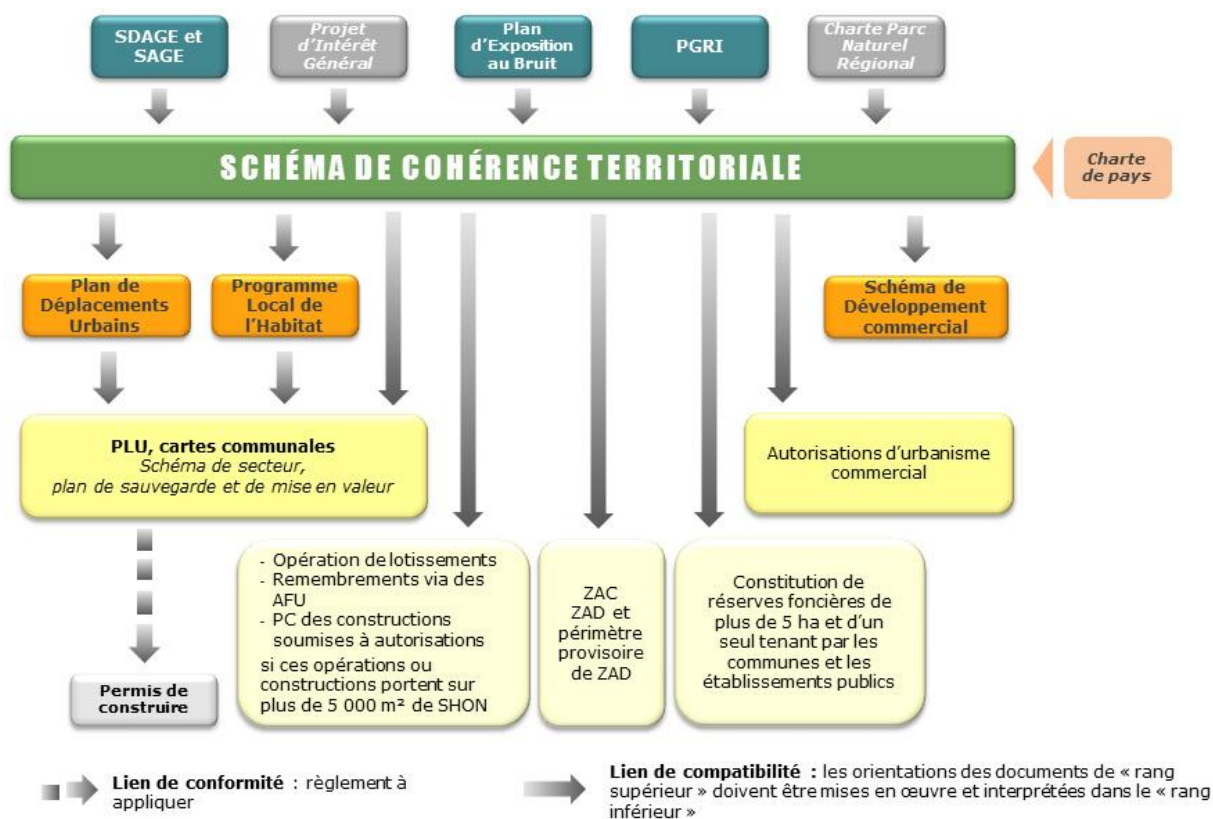 SDAGE et
SAGE
Projet
d'Intérêt
Général
Plan
d'Exposition
au Bruit
PGRI
Charte Parc
Naturel
Régional
SCHÉMA DE COHÉRENCE TERRITORIALE
Charte
de pays
Plan de
Déplacements
Urbains
Programme
Local de
l'Habitat
Schéma de
Développement
commercial
PLU, cartes communales
Schéma de secteur,
plan de sauvegarde et de mise en valeur
Autorisations d'urbanisme
commercial
Permis de
construire
- Opération de lotissements
- Remembrements via des
AFU
- PC des constructions
soumises à autorisations
si ces opérations ou
constructions portent sur
plus de 5 000 m² de SHON
ZAC
ZAD et
périmètre
provisoire
de ZAD
Constitution de
réserves foncières de
plus de 5 ha et d'un
seul tenant par les
communes et les
établissements publics
Lien de conformité : règlement à
appliquer
Lien de compatibilité : les orientations des documents de « rang
supérieur » doivent être mises en œuvre et interprétées dans le « rang
inférieur »